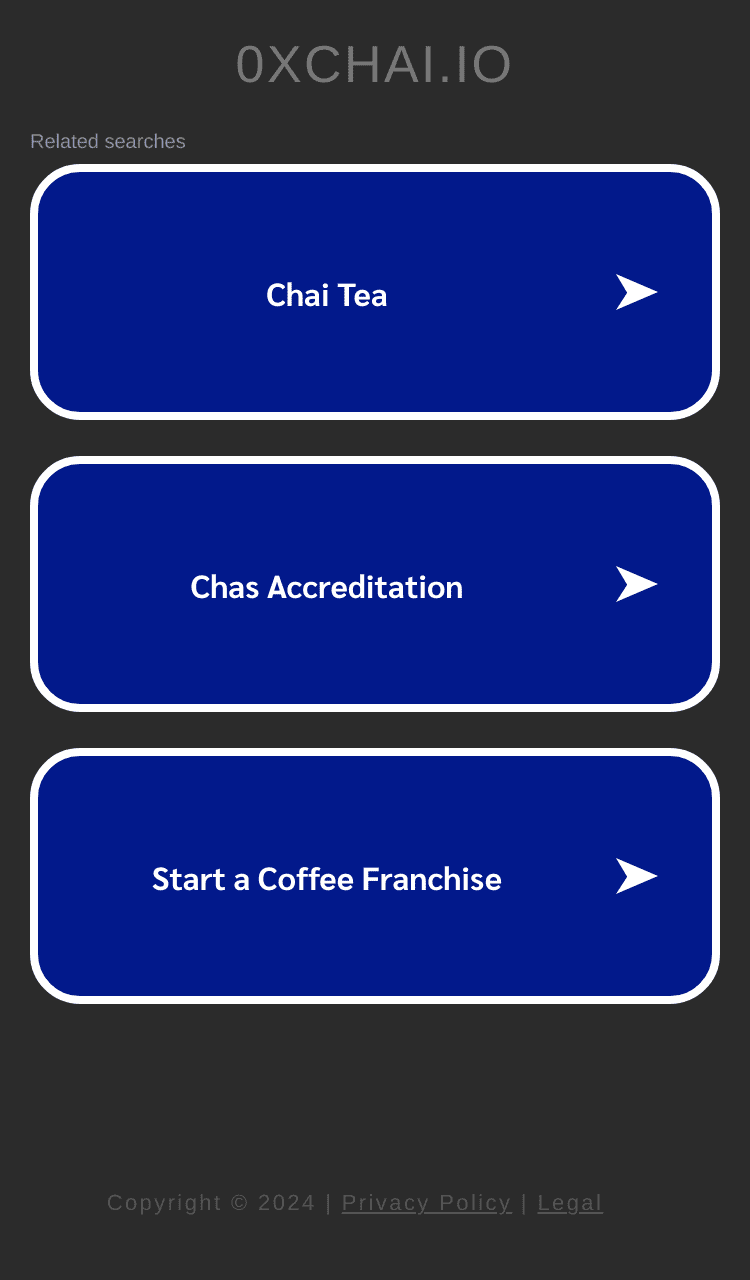 0XCHAI.IO
Related searches
Chai Tea
Chas Accreditation
Start a Coffee Franchise
Copyright © 2024 | Privacy Policy | Legal